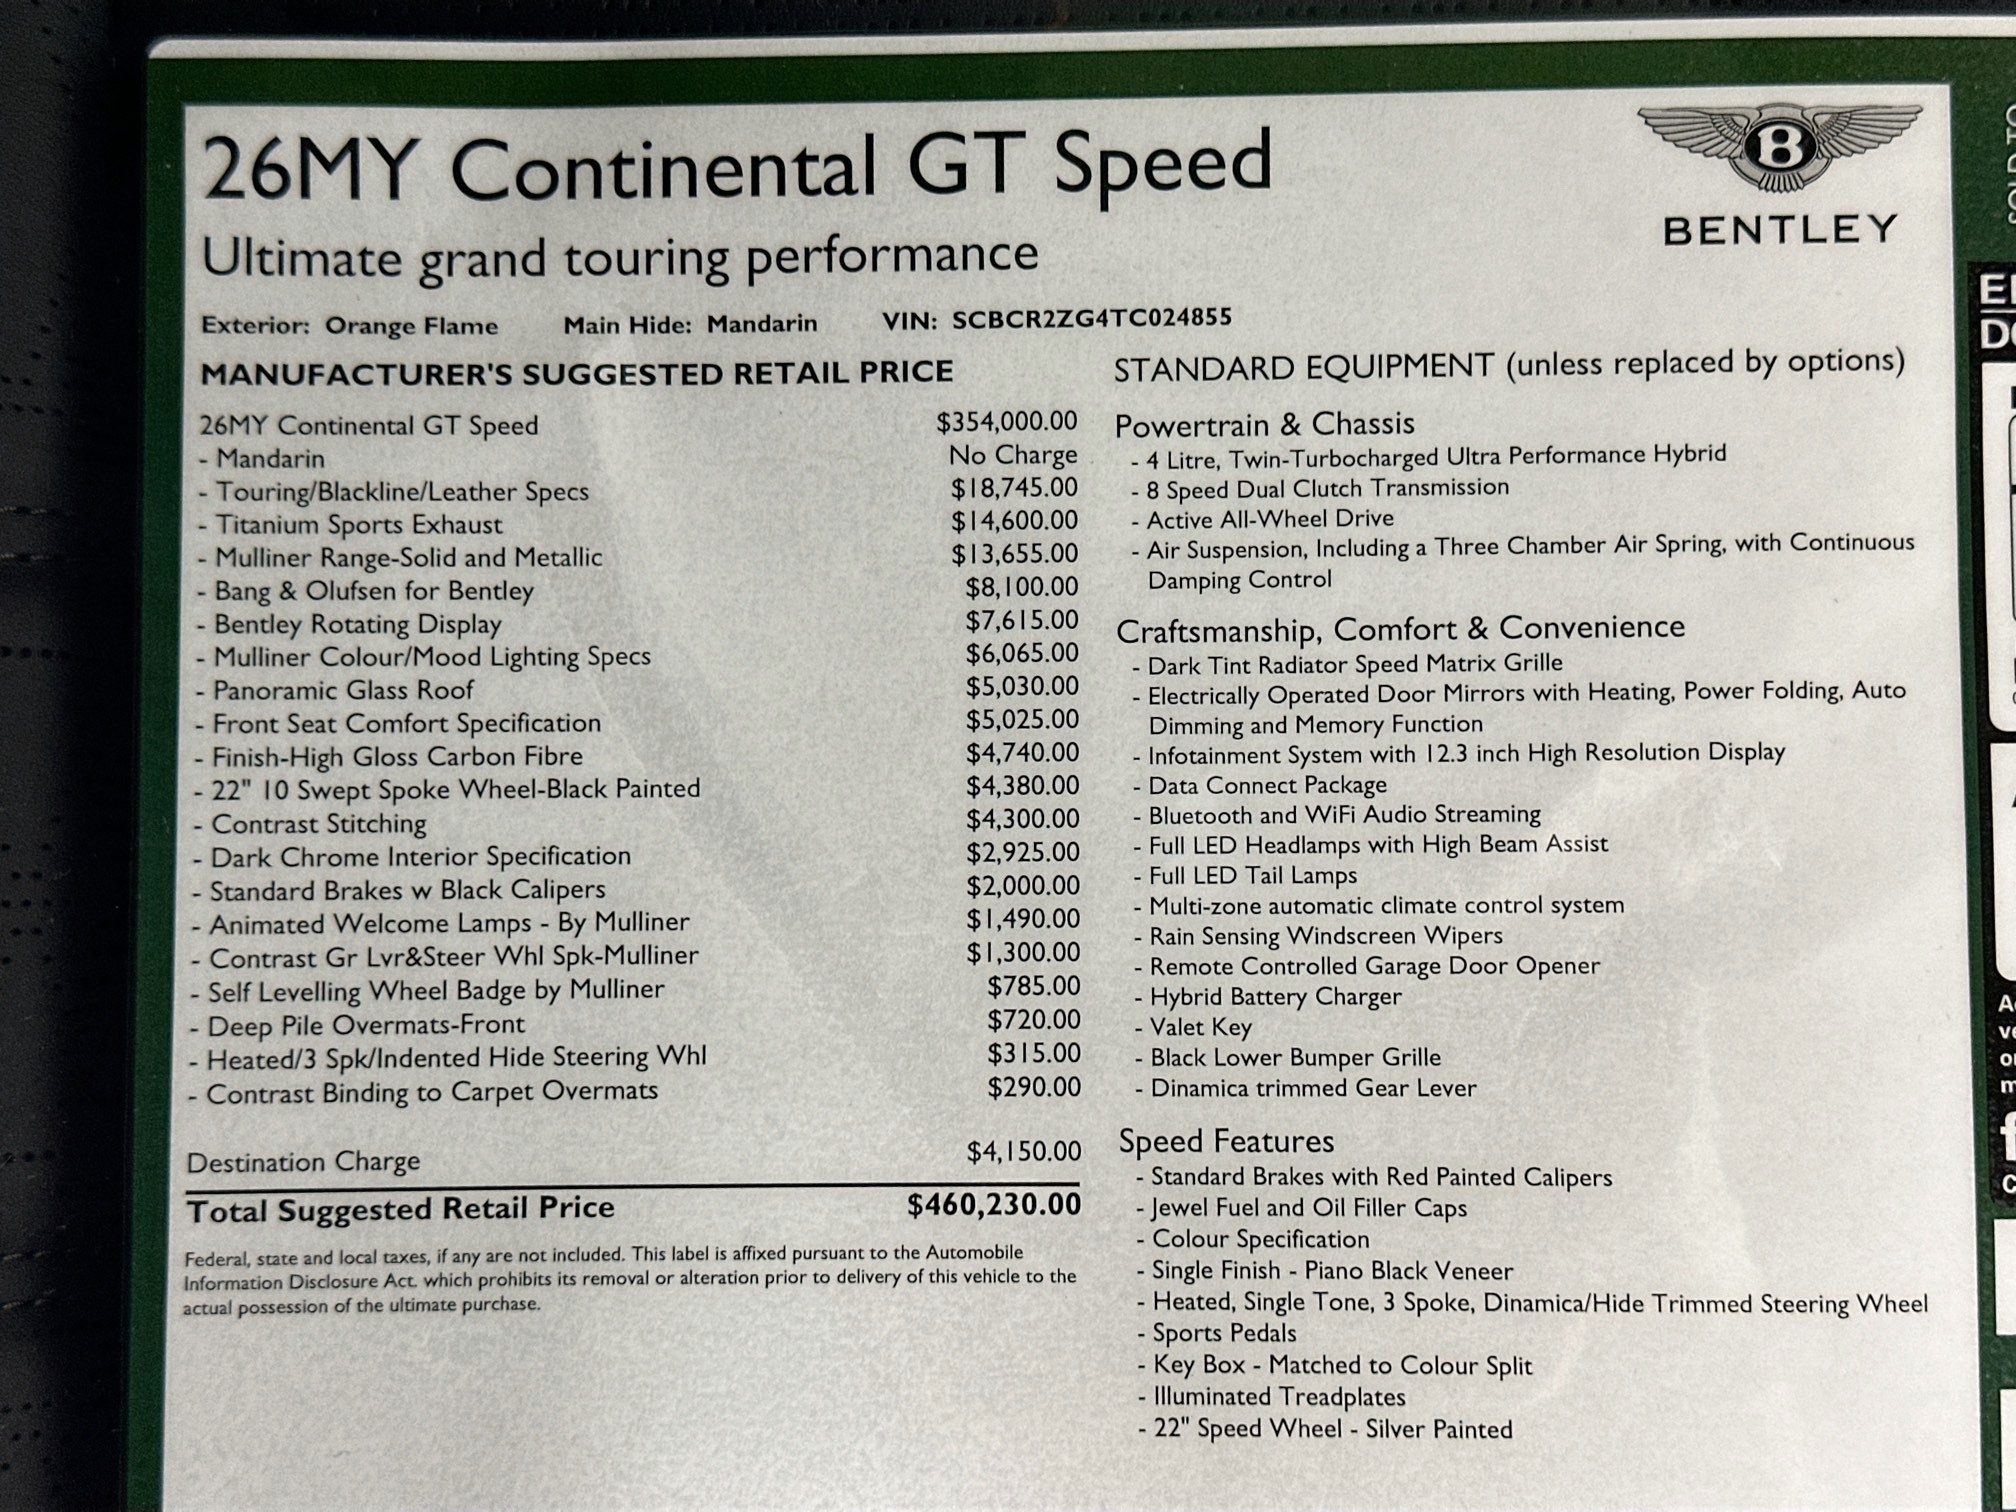 26MY Continental GT Speed
Ultimate grand touring performance
B
BENTLEY
Exterior: Orange Flame Main Hide: Mandarin VIN: SCBCR2ZG4TC024855
MANUFACTURER'S SUGGESTED RETAIL PRICE
26MY Continental GT Speed $354,000.00
- Mandarin No Charge
- Touring/Blackline/Leather Specs $18,745.00
- Titanium Sports Exhaust $14,600.00
- Mulliner Range-Solid and Metallic $13,655.00
- Bang & Olufsen for Bentley $8,100.00
- Bentley Rotating Display $7,615.00
- Mulliner Colour/Mood Lighting Specs $6,065.00
- Panoramic Glass Roof $5,030.00
- Front Seat Comfort Specification $5,025.00
- Finish-High Gloss Carbon Fibre $4,740.00
- 22" 10 Swept Spoke Wheel-Black Painted $4,380.00
- Contrast Stitching $4,300.00
- Dark Chrome Interior Specification $2,925.00
- Standard Brakes w Black Calipers $2,000.00
- Animated Welcome Lamps - By Mulliner $1,490.00
- Contrast Gr Lvr&Steer Whl Spk-Mulliner $1,300.00
- Self Levelling Wheel Badge by Mulliner $785.00
- Deep Pile Overmats-Front $720.00
- Heated/3 Spk/Indented Hide Steering Whl $315.00
- Contrast Binding to Carpet Overmats $290.00
Destination Charge $4,150.00
Total Suggested Retail Price $460,230.00
Federal, state and local taxes, if any are not included. This label is affixed pursuant to the Automobile
Information Disclosure Act. which prohibits its removal or alteration prior to delivery of this vehicle to the
actual possession of the ultimate purchase.
STANDARD EQUIPMENT (unless replaced by options)
Powertrain & Chassis
- 4 Litre, Twin-Turbocharged Ultra Performance Hybrid
- 8 Speed Dual Clutch Transmission
- Active All-Wheel Drive
- Air Suspension, Including a Three Chamber Air Spring, with Continuous
Damping Control
Craftsmanship, Comfort & Convenience
- Dark Tint Radiator Speed Matrix Grille
- Electrically Operated Door Mirrors with Heating, Power Folding, Auto
Dimming and Memory Function
- Infotainment System with 12.3 inch High Resolution Display
- Data Connect Package
- Bluetooth and WiFi Audio Streaming
- Full LED Headlamps with High Beam Assist
- Full LED Tail Lamps
- Multi-zone automatic climate control system
- Rain Sensing Windscreen Wipers
- Remote Controlled Garage Door Opener
- Hybrid Battery Charger
- Valet Key
- Black Lower Bumper Grille
- Dinamica trimmed Gear Lever
Speed Features
- Standard Brakes with Red Painted Calipers
- Jewel Fuel and Oil Filler Caps
- Colour Specification
- Single Finish - Piano Black Veneer
- Heated, Single Tone, 3 Spoke, Dinamica/Hide Trimmed Steering Wheel
- Sports Pedals
- Key Box - Matched to Colour Split
- Illuminated Treadplates
- 22" Speed Wheel - Silver Painted